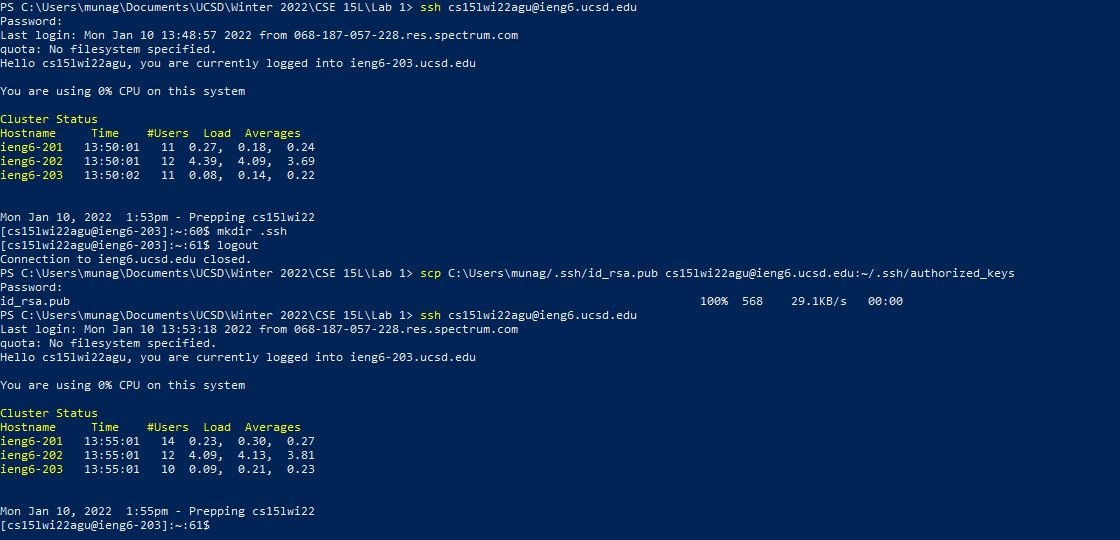 PS C:\Users\munag\Documents\UCSD\Winter 2022\CSE 15L\Lab 1> ssh cs15lwi22agu@ieng6.ucsd.edu
Password:
Last login: Mon Jan 10 13:48:57 2022 from 068-187-057-228.res.spectrum.com
quota: No filesystem specified.
Hello cs15lwi22agu, you are currently logged into ieng6-203.ucsd.edu
You are using 0% CPU on this system
Cluster Status
Hostname Time #Users Load Averages
ieng6-201 13:50:01 11 0.27, 0.18, 0.24
ieng6-202 13:50:01 12 4.39, 4.09, 3.69
ieng6-203 13:50:02 11 0.08, 0.14, 0.22
Mon Jan 10, 2022 1:53pm - Prepping cs15lwi22
[cs15lwi22agu@ieng6-203]:~:60$ mkdir .ssh
[cs15lwi22agu@ieng6-203]:~:61$ logout
Connection to ieng6.ucsd.edu closed.
PS C:\Users\munag\Documents\UCSD\Winter 2022\CSE 15L\Lab 1> scp C:\Users\munag/.ssh/id_rsa.pub cs15lwi22agu@ieng6.ucsd.edu:~/.ssh/authorized_keys
Password:
id_rsa.pub 100% 568 29.1KB/s 00:00
PS C:\Users\munag\Documents\UCSD\Winter 2022\CSE 15L\Lab 1> ssh cs15lwi22agu@ieng6.ucsd.edu
Last login: Mon Jan 10 13:53:18 2022 from 068-187-057-228.res.spectrum.com
quota: No filesystem specified.
Hello cs15lwi22agu, you are currently logged into ieng6-203.ucsd.edu
You are using 0% CPU on this system
Cluster Status
Hostname Time #Users Load Averages
ieng6-201 13:55:01 14 0.23, 0.30, 0.27
ieng6-202 13:55:01 12 4.09, 4.13, 3.81
ieng6-203 13:55:01 10 0.09, 0.21, 0.23
Mon Jan 10, 2022 1:55pm - Prepping cs15lwi22
[cs15lwi22agu@ieng6-203]:~:61$